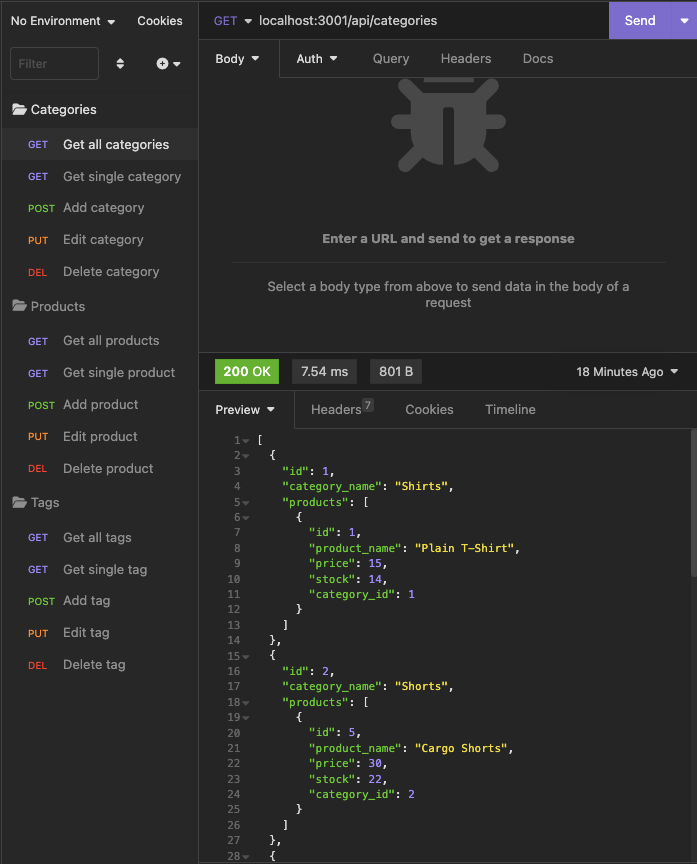 No Environment Cookies
Filter
Categories
GET Get all categories
GET Get single category
POST Add category
PUT Edit category
DEL Delete category
Products
GET Get all products
GET Get single product
POST Add product
PUT Edit product
DEL Delete product
Tags
GET Get all tags
GET Get single tag
POST Add tag
PUT Edit tag
DEL Delete tag
GET localhost:3001/api/categories Send
Body Auth Query Headers Docs
Enter a URL and send to get a response
Select a body type from above to send data in the body of a
request
200 OK 7.54 ms 801 B 18 Minutes Ago
Preview Headers 7 Cookies Timeline
1 [
2 {
3 "id": 1,
4 "category_name": "Shirts",
5 "products": [
6 {
7 "id": 1,
8 "product_name": "Plain T-Shirt",
9 "price": 15,
10 "stock": 14,
11 "category_id": 1
12 }
13 ]
14 },
15 {
16 "id": 2,
17 "category_name": "Shorts",
18 "products": [
19 {
20 "id": 5,
21 "product_name": "Cargo Shorts",
22 "price": 30,
23 "stock": 22,
24 "category_id": 2
25 }
26 ]
27 },
28 {